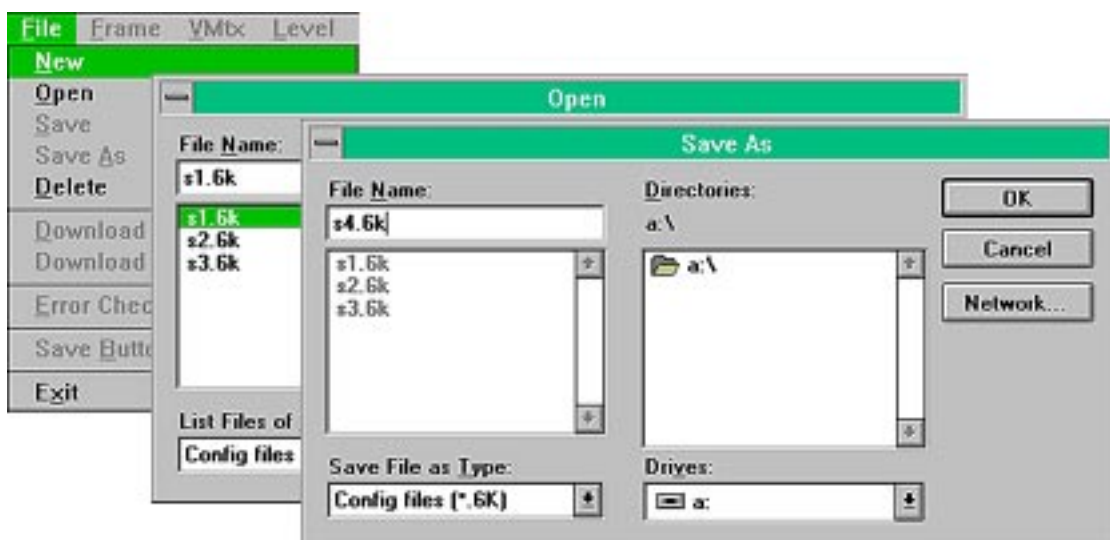 File Frame VMtx Level
New
Open
Save
Save As
Delete
Download
Download
Error Chec
Save Butto
Exit
Open
File Name:
s1.6k
s1.6k
s2.6k
s3.6k
List Files of
Config files
Save As
File Name:
s4.6k
s1.6k
s2.6k
s3.6k
Save File as Type:
Config files (*.6K)
Directories:
a:\
a:\
Drives:
a:
OK
Cancel
Network...